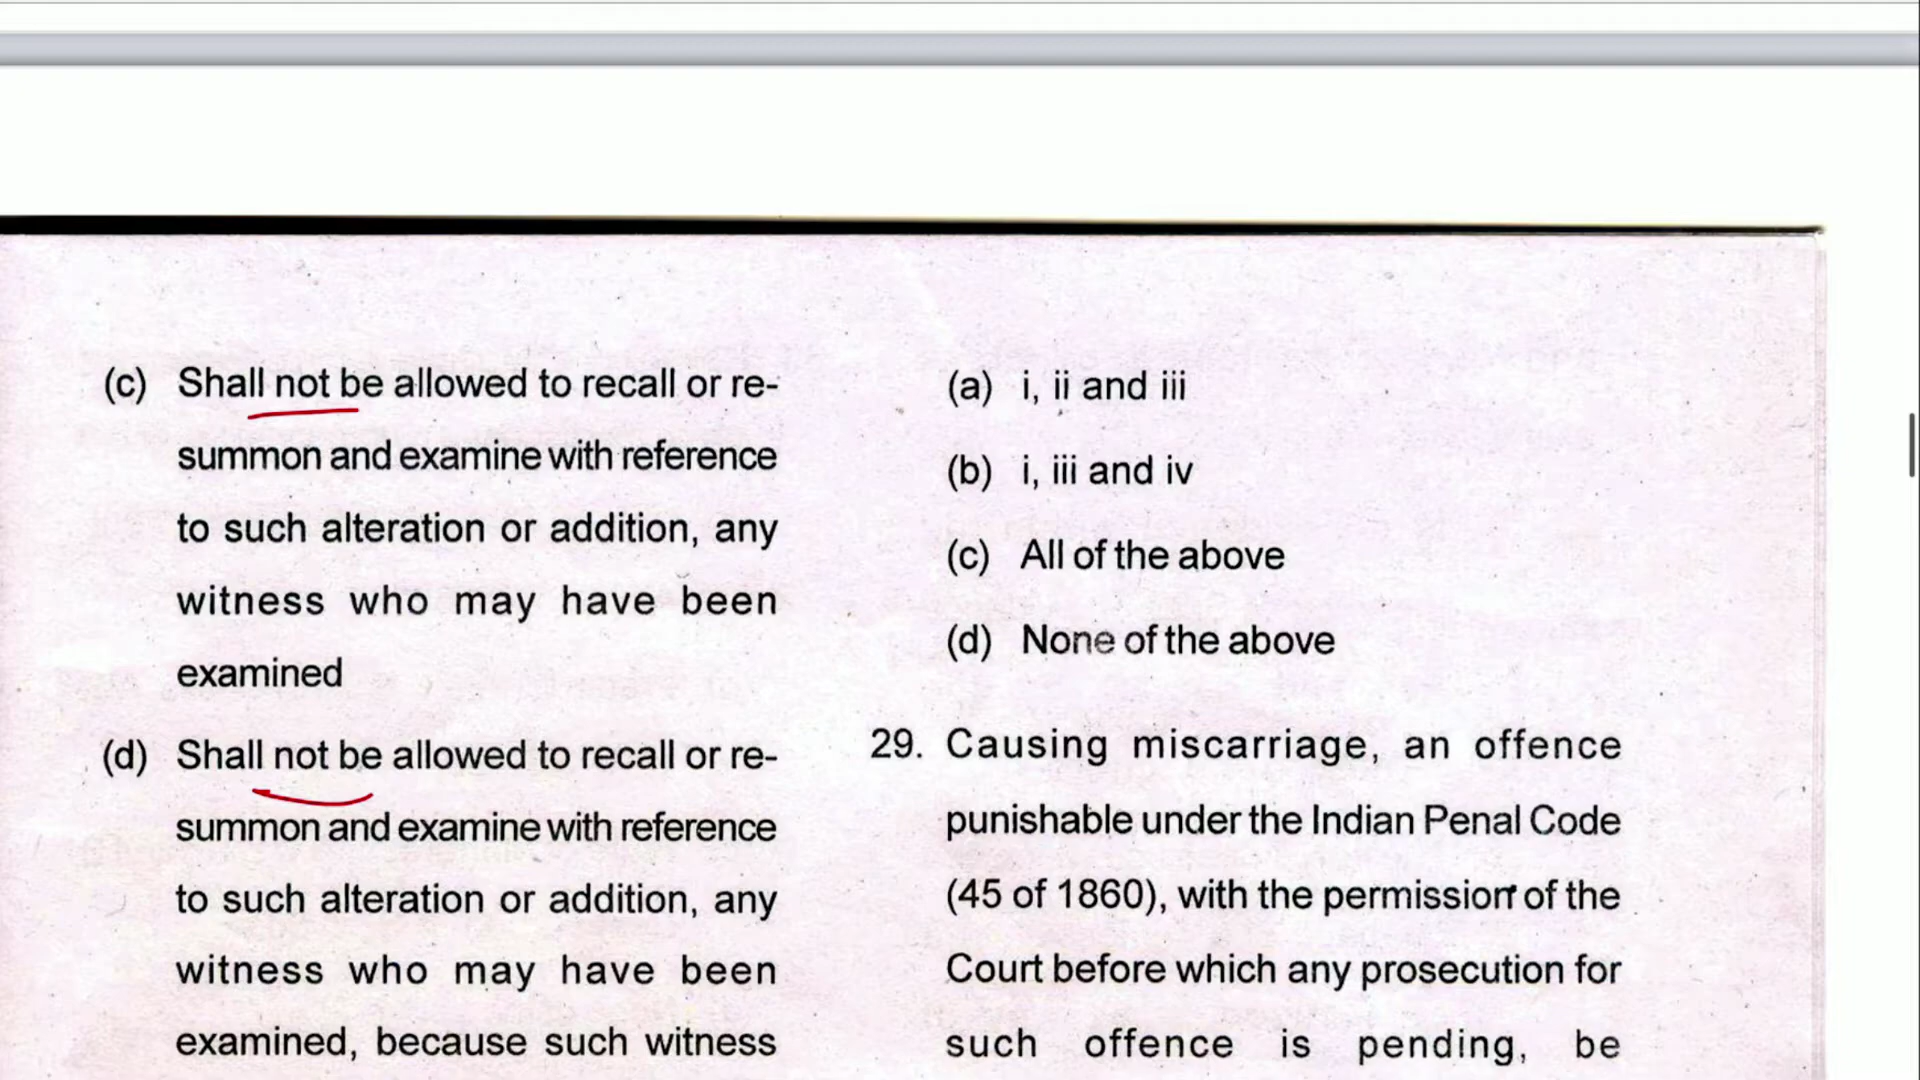 (c) Shall not be allowed to recall or re-
summon and examine with reference
to such alteration or addition, any
witness who may have been
examined
(d) Shall not be allowed to recall or re-
summon and examine with reference
to such alteration or addition, any
witness who may have been
examined, because such witness
(a) i, ii and iii
(b) i, iii and iv
(c) All of the above
(d) None of the above
29. Causing miscarriage, an offence
punishable under the Indian Penal Code
(45 of 1860), with the permission of the
Court before which any prosecution for
such offence is pending, be